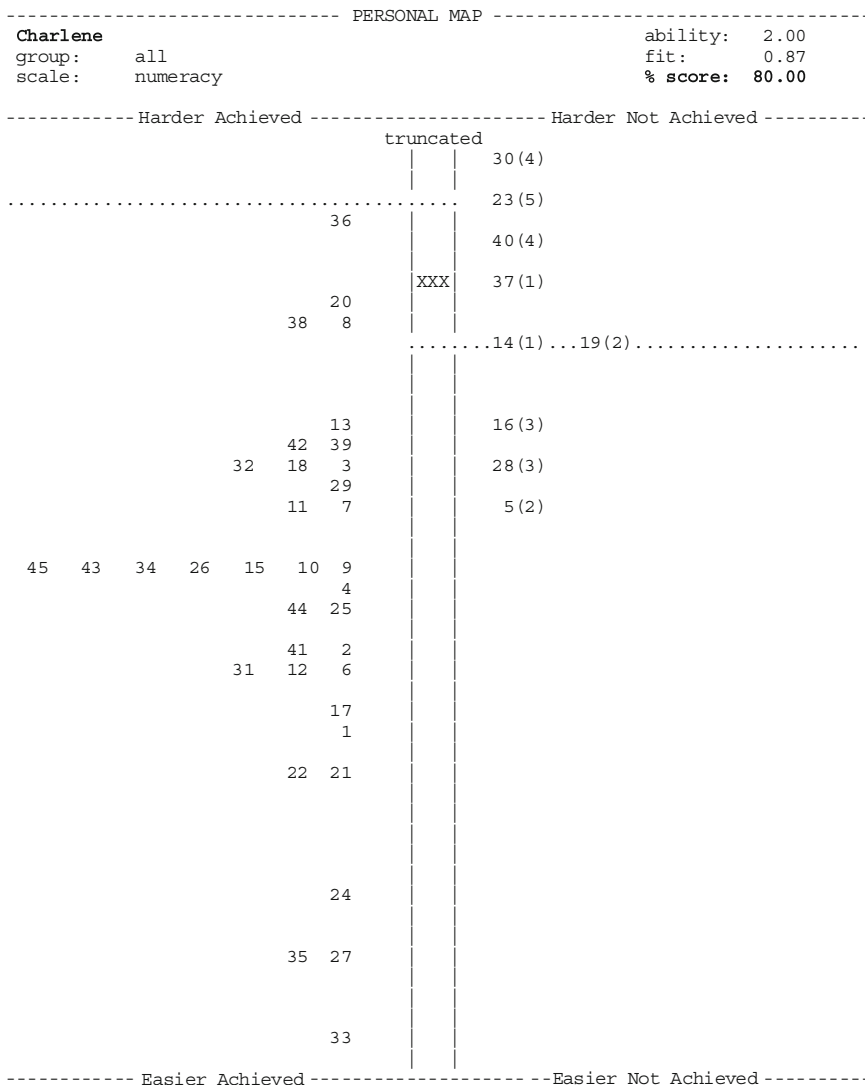 ------------------------------- PERSONAL MAP -----------------------------------
Charlene ability: 2.00
group: all fit: 0.87
scale: numeracy % score: 80.00
------------ Harder Achieved ---------------------- Harder Not Achieved ----------
truncated
| | 30(4)
| |
.......................................... 23(5)
36 | |
| | 40(4)
| |
|XXX| 37(1)
20 | |
38 8 | |
........14(1)...19(2).....................
| |
| |
| |
13 | | 16(3)
42 39 | |
32 18 3 | | 28(3)
29 | |
11 7 | | 5(2)
| |
| |
45 43 34 26 15 10 9 | |
4 | |
44 25 | |
| |
41 2 | |
31 12 6 | |
| |
17 | |
1 | |
| |
22 21 | |
| |
| |
| |
| |
| |
24 | |
| |
| |
35 27 | |
| |
| |
| |
33 | |
| |
------------ Easier Achieved -------------------- --Easier Not Achieved ----------